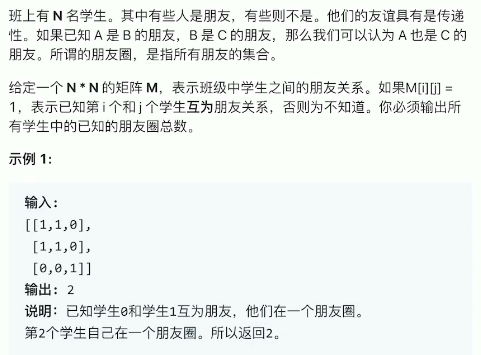 班上有 N 名学生。其中有些人是朋友，有些则不是。他们的友谊具有是传递
性。如果已知 A 是 B 的朋友，B 是 C 的朋友，那么我们可以认为 A 也是 C 的
朋友。所谓的朋友圈，是指所有朋友的集合。
给定一个 N * N 的矩阵 M，表示班级中学生之间的朋友关系。如果M[i][j] =
1，表示已知第 i 个和 j 个学生互为朋友关系，否则为不知道。你必须输出所
有学生中的已知的朋友圈总数。
示例 1:
输入:
[[1,1,0],
[1,1,0],
[0,0,1]]
输出: 2
说明：已知学生0和学生1互为朋友，他们在一个朋友圈。
第2个学生自己在一个朋友圈。所以返回2。